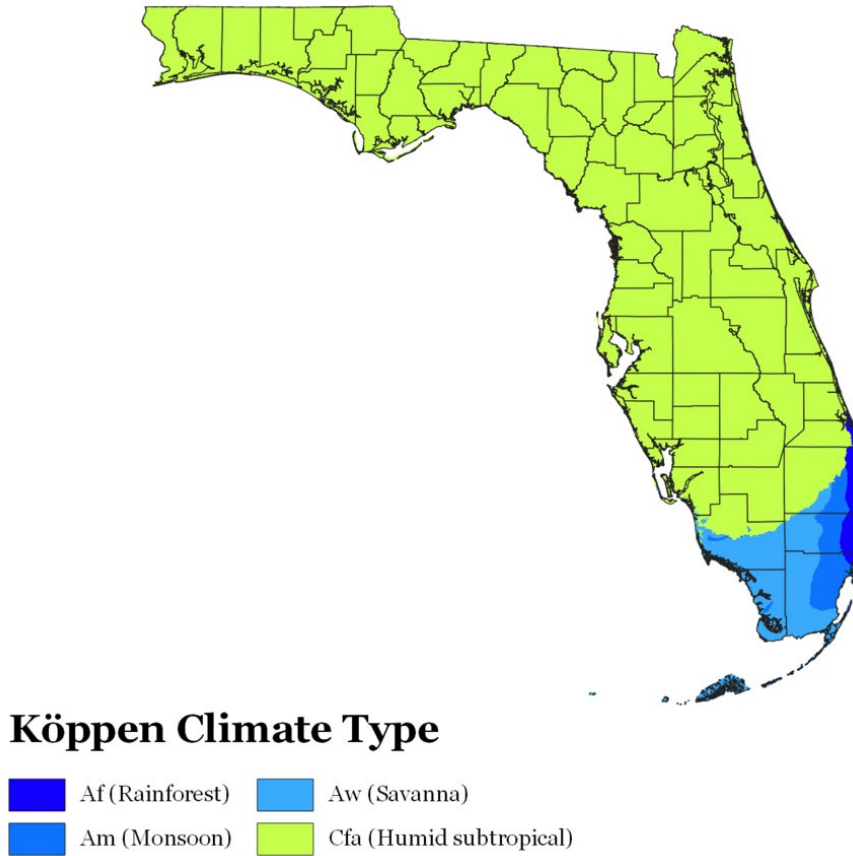 Köppen Climate Type
Af (Rainforest)
Aw (Savanna)
Am (Monsoon)
Cfa (Humid subtropical)